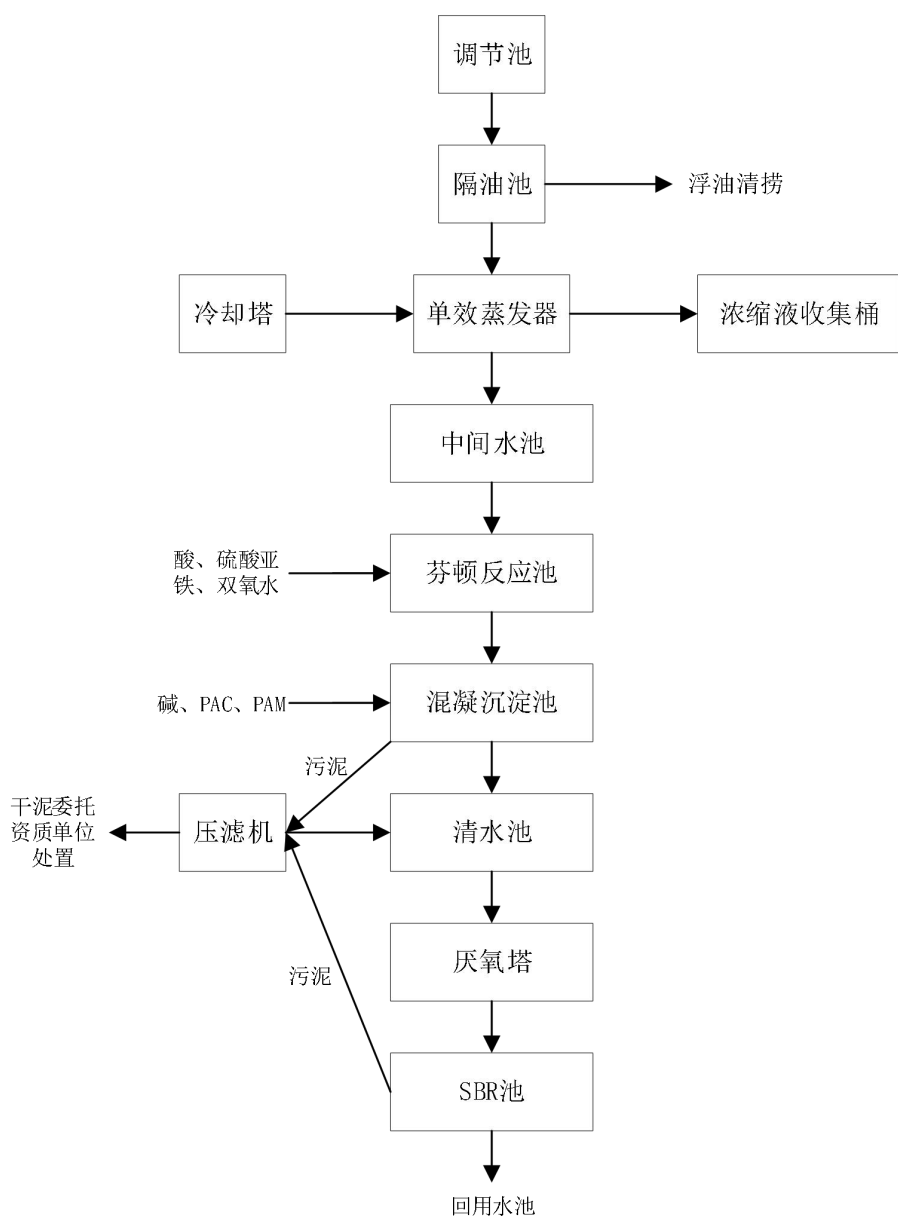 调节池
隔油池
浮油清捞
冷却塔
单效蒸发器
浓缩液收集桶
中间水池
酸、硫酸亚
铁、双氧水
芬顿反应池
碱、PAC、PAM
混凝沉淀池
污泥
干泥委托
资质单位
处置
压滤机
清水池
污泥
厌氧塔
SBR池
回用水池